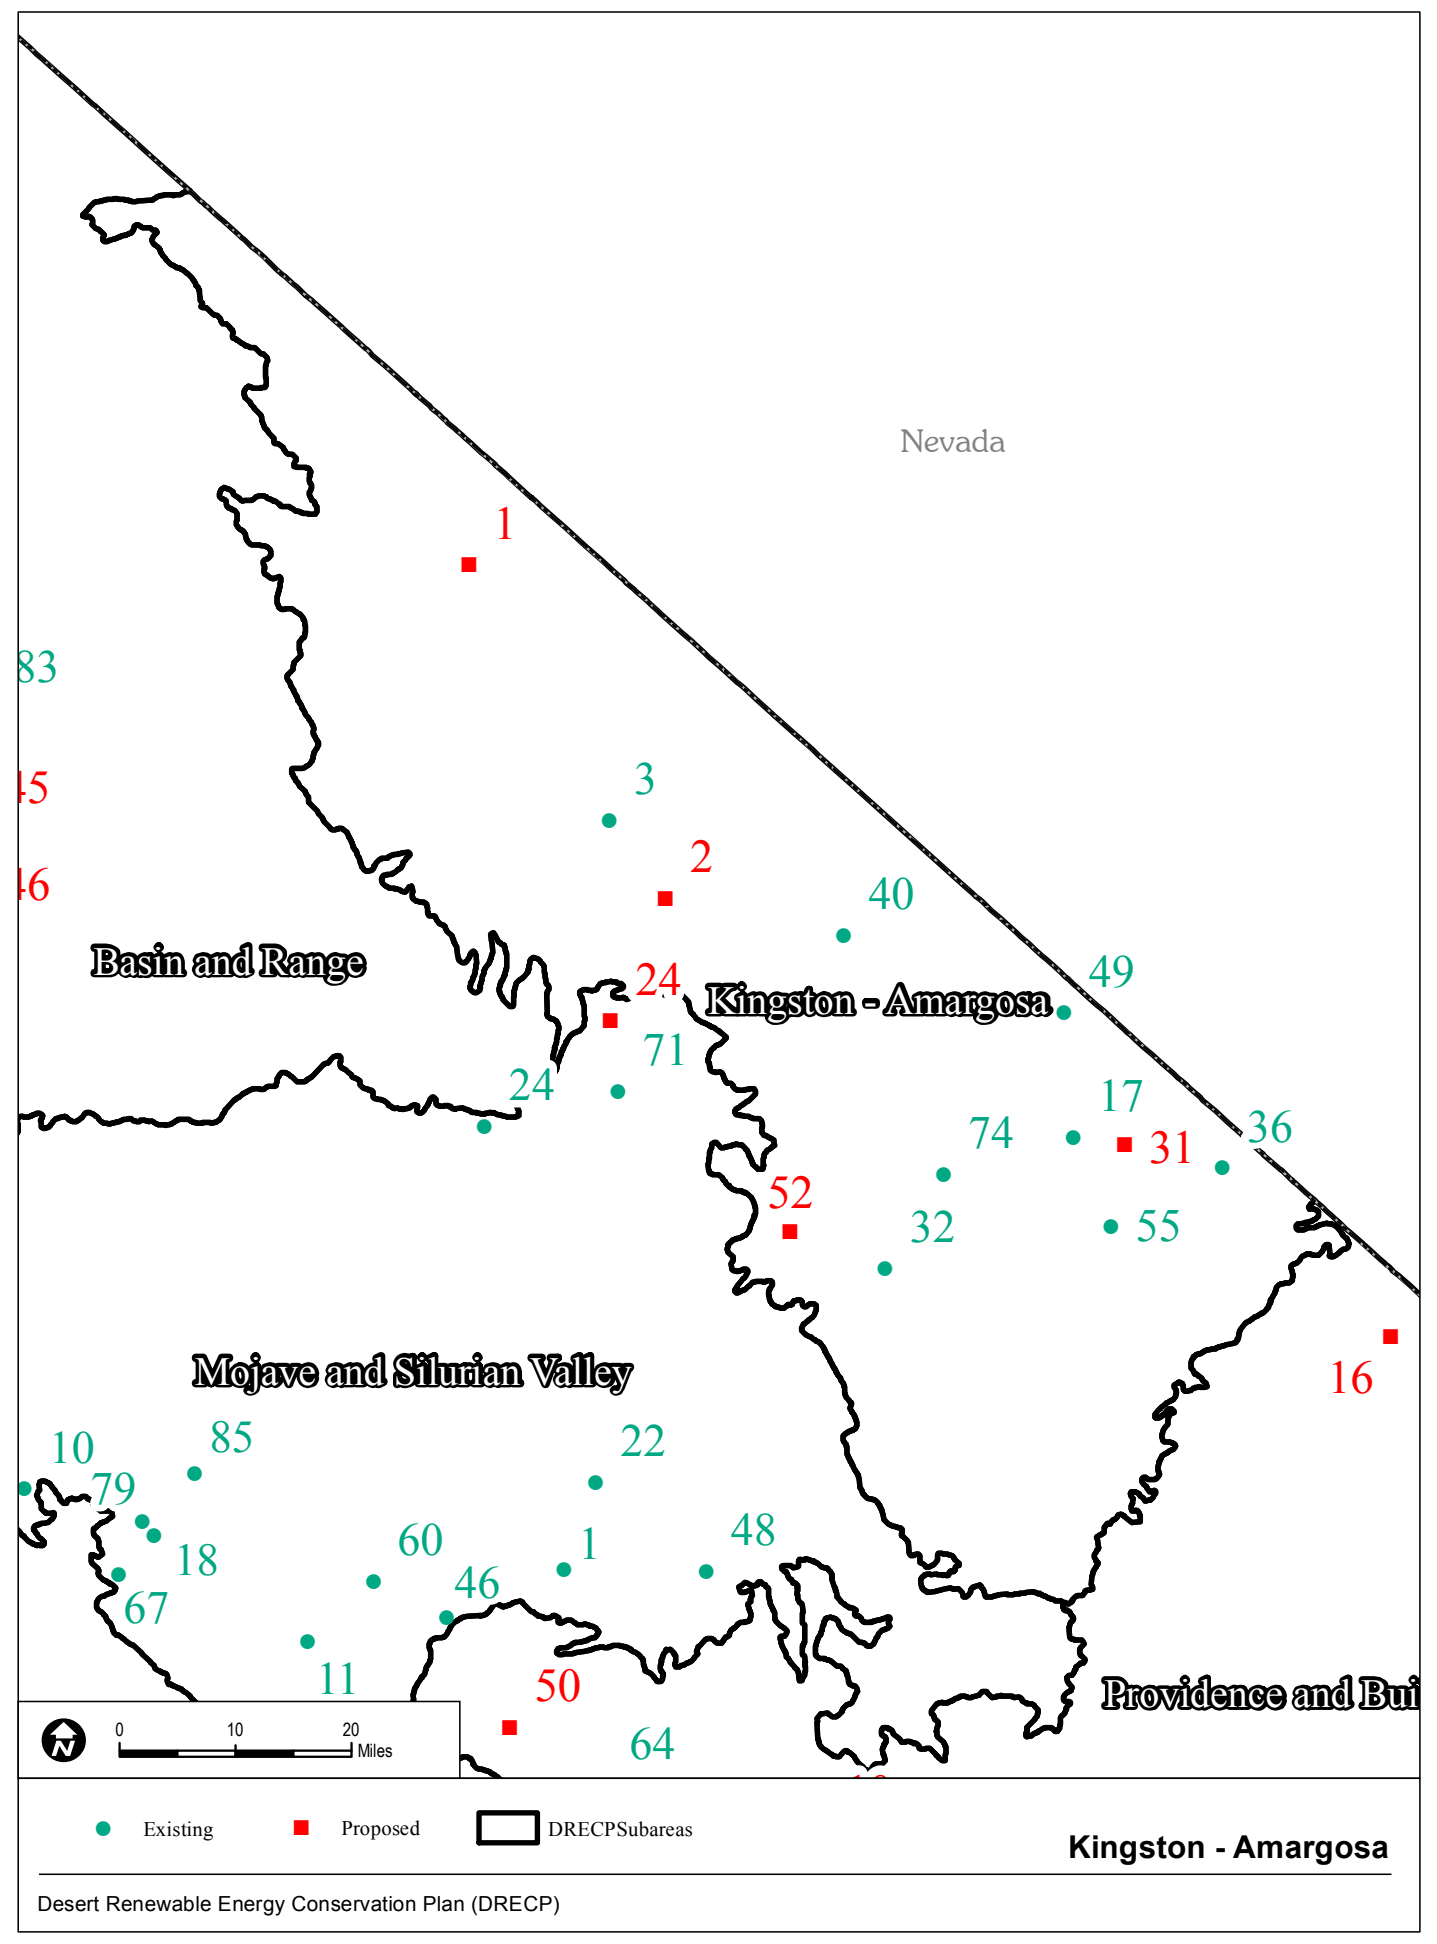 Nevada
1
83
3
45
2
46
40
Basin and Range
24
49
Kingston - Amargosa
71
24
17
36
74
31
52
32
55
16
Mojave and Silurian Valley
85
22
10
79
48
60
1
18
46
67
11
50
Providence and Bui
64
0 10 20
Miles
N
Existing
Proposed
DRECPSubareas
Kingston - Amargosa
Desert Renewable Energy Conservation Plan (DRECP)